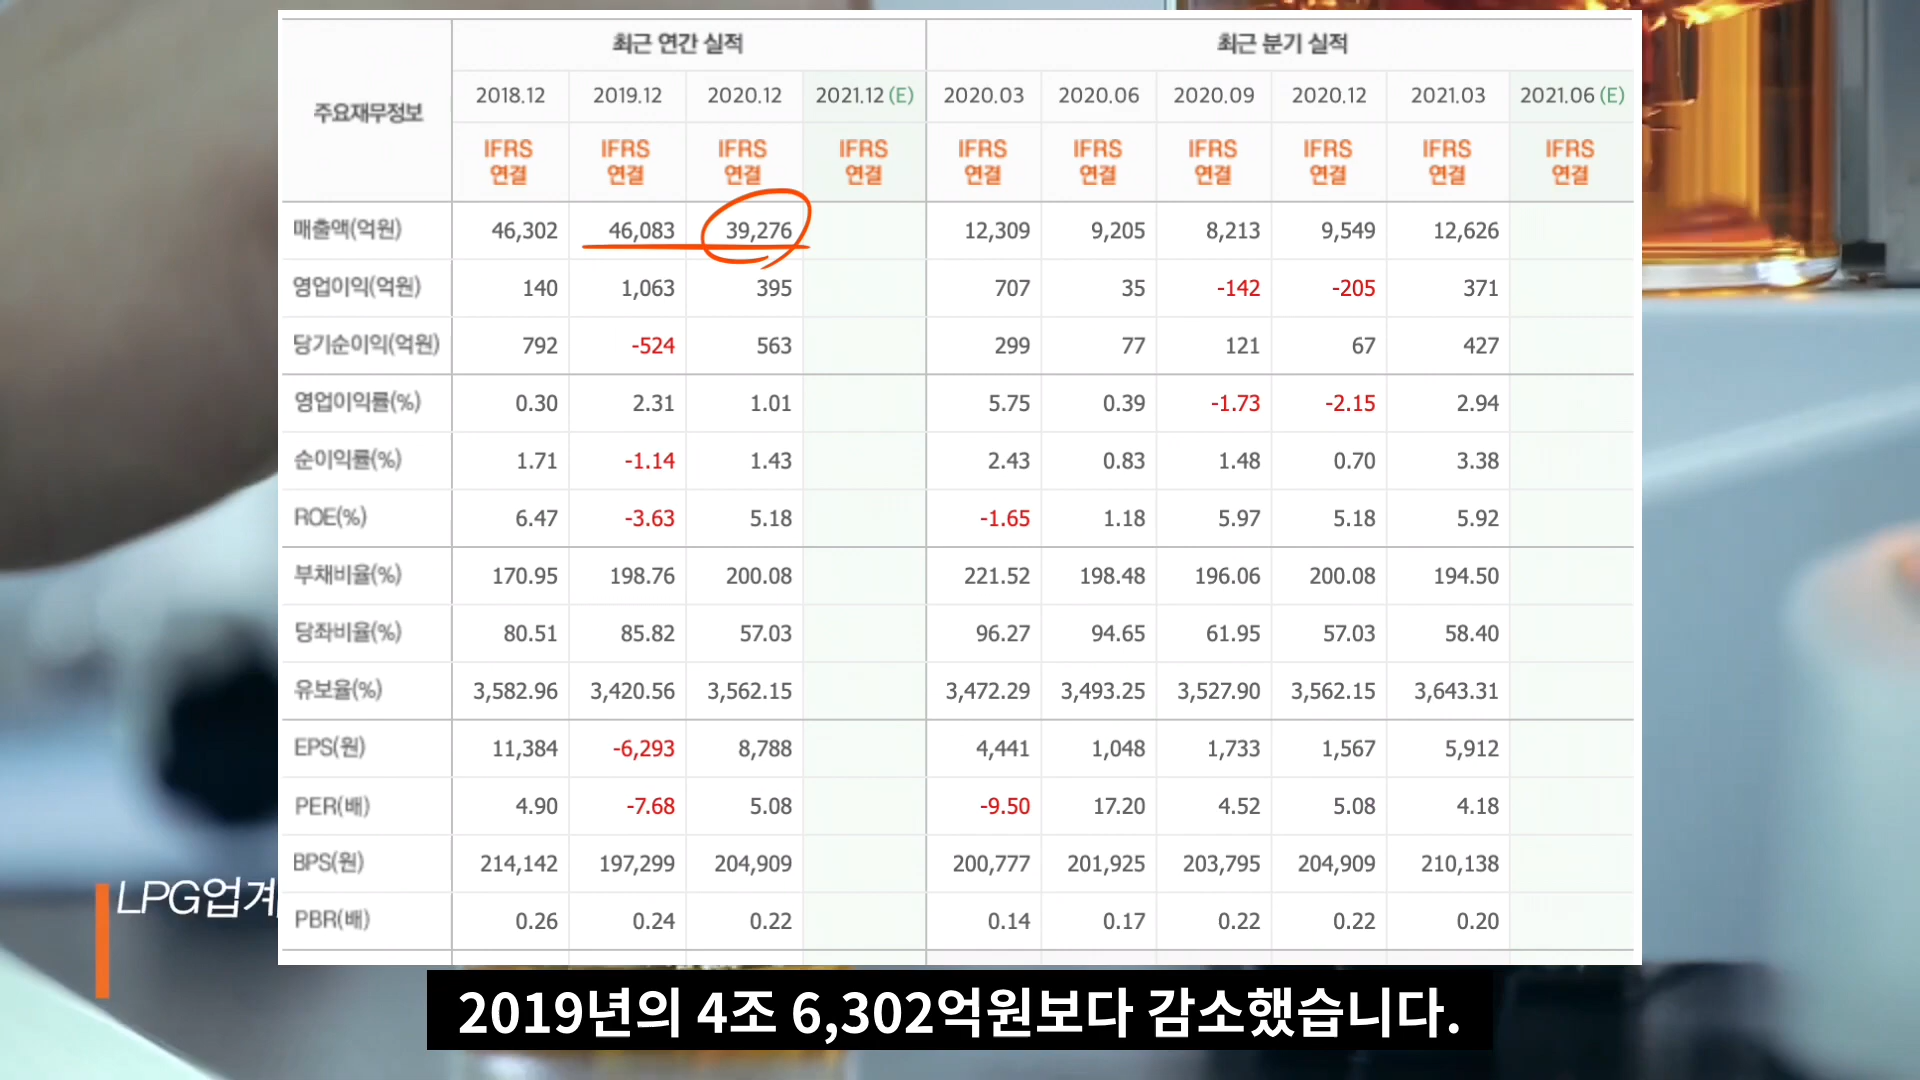 최근 연간 실적 최근 분기 실적
주요재무정보 2018.12 2019.12 2020.12 2021.12 (E) 2020.03 2020.06 2020.09 2020.12 2021.03 2021.06 (E)
IFRS IFRS IFRS IFRS IFRS IFRS IFRS IFRS IFRS IFRS
연결 연결 연결 연결 연결 연결 연결 연결 연결 연결
매출액(억원) 46,302 46,083 39,276 12,309 9,205 8,213 9,549 12,626
영업이익(억원) 140 1,063 395 707 35 -142 -205 371
당기순이익(억원) 792 -524 563 299 77 121 67 427
영업이익률(%) 0.30 2.31 1.01 5.75 0.39 -1.73 -2.15 2.94
순이익률(%) 1.71 -1.14 1.43 2.43 0.83 1.48 0.70 3.38
ROE(%) 6.47 -3.63 5.18 -1.65 1.18 5.97 5.18 5.92
부채비율(%) 170.95 198.76 200.08 221.52 198.48 196.06 200.08 194.50
당좌비율(%) 80.51 85.82 57.03 96.27 94.65 61.95 57.03 58.40
유보율(%) 3,582.96 3,420.56 3,562.15 3,472.29 3,493.25 3,527.90 3,562.15 3,643.31
EPS(원) 11,384 -6,293 8,788 4,441 1,048 1,733 1,567 5,912
PER(배) 4.90 -7.68 5.08 -9.50 17.20 4.52 5.08 4.18
BPS(원) 214,142 197,299 204,909 200,777 201,925 203,795 204,909 210,138
PBR(배) 0.26 0.24 0.22 0.14 0.17 0.22 0.22 0.20
LPG업계
2019년의 4조 6,302억원보다 감소했습니다.